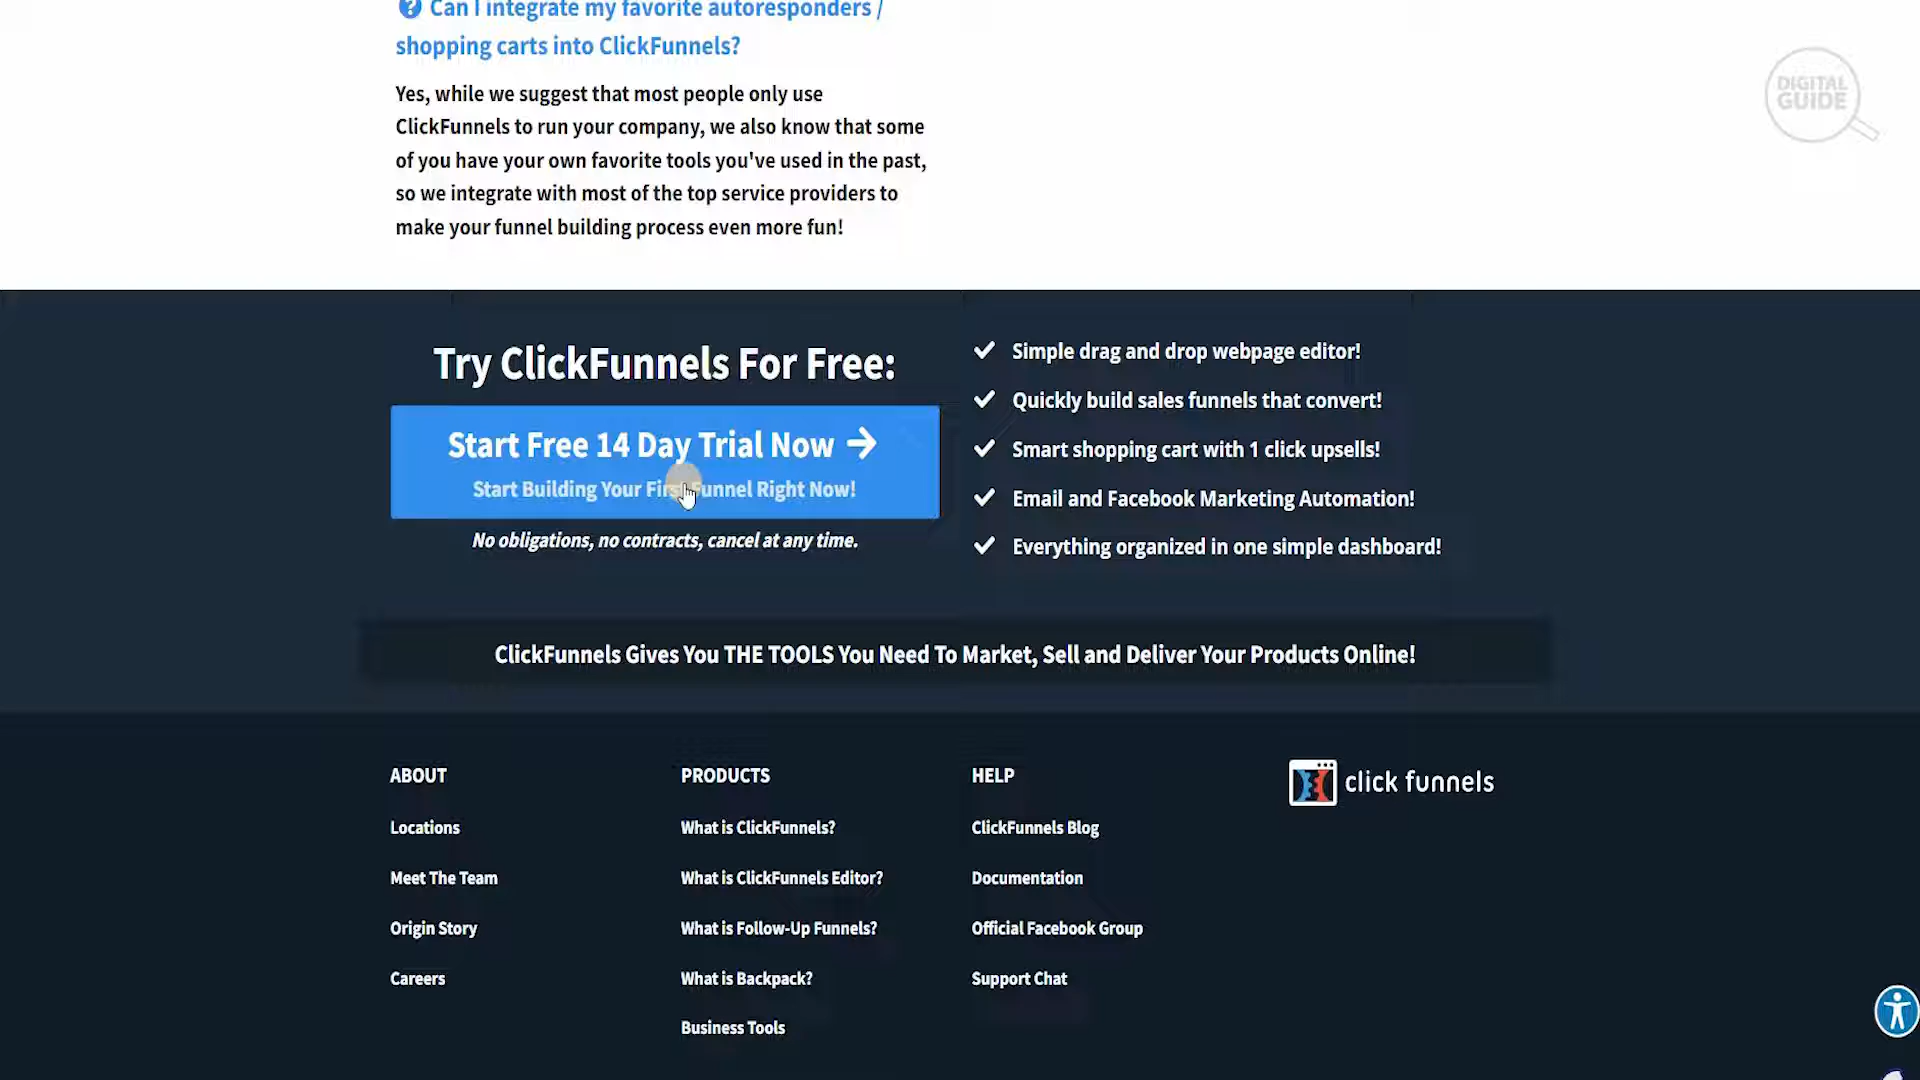 Can I integrate my favorite autoresponders /
shopping carts into ClickFunnels?
Yes, while we suggest that most people only use
ClickFunnels to run your company, we also know that some
of you have your own favorite tools you've used in the past,
so we integrate with most of the top service providers to
make your funnel building process even more fun!
DIGITAL
GUIDE
Try ClickFunnels For Free:
Start Free 14 Day Trial Now
Start Building Your First Funnel Right Now!
No obligations, no contracts, cancel at any time.
Simple drag and drop webpage editor!
Quickly build sales funnels that convert!
Smart shopping cart with 1 click upsells!
Email and Facebook Marketing Automation!
Everything organized in one simple dashboard!
ClickFunnels Gives You THE TOOLS You Need To Market, Sell and Deliver Your Products Online!
ABOUT
Locations
Meet The Team
Origin Story
Careers
PRODUCTS
What is ClickFunnels?
What is ClickFunnels Editor?
What is Follow-Up Funnels?
What is Backpack?
Business Tools
HELP
ClickFunnels Blog
Documentation
Official Facebook Group
Support Chat
click funnels